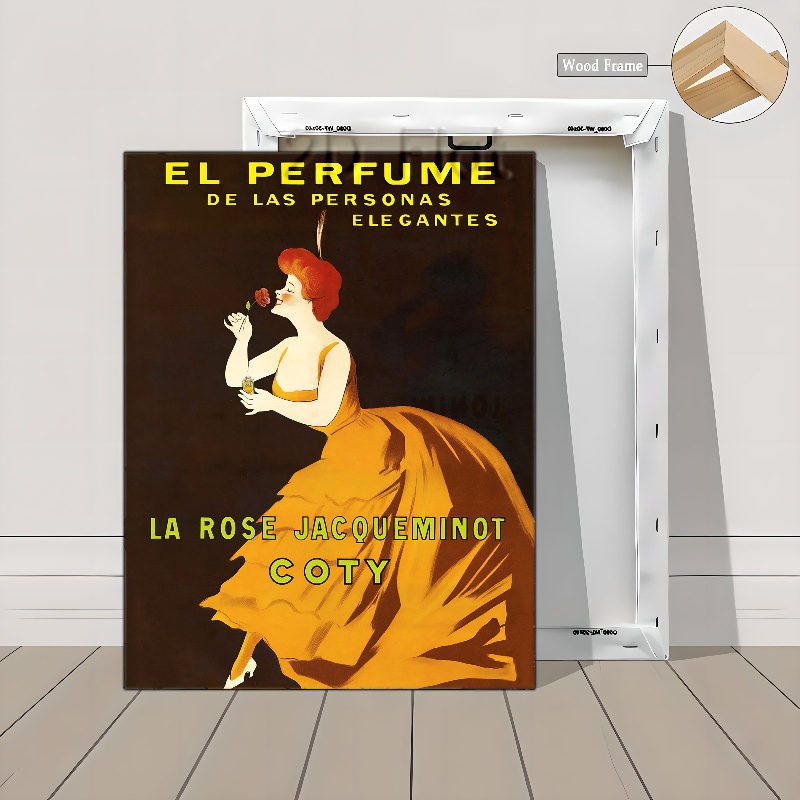 Wood Frame
EL PERFUME
DE LAS PERSONAS
ELEGANTES
LA ROSE JACQUEMINOT
COTY